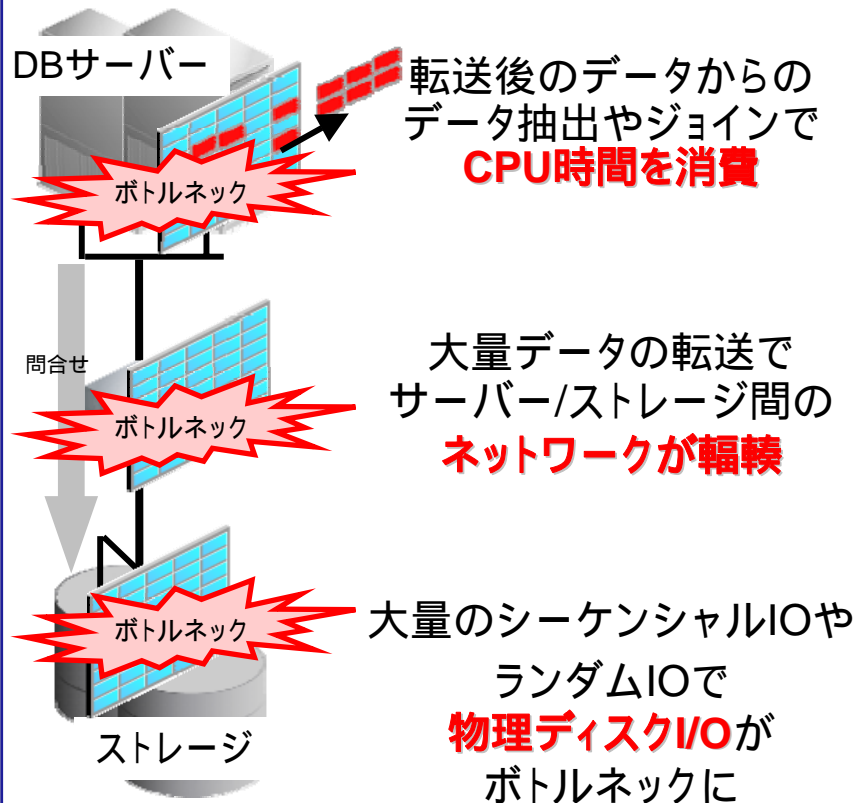 DBサーバー
転送後のデータからの
データ抽出やジョインで
CPU時間を消費
ボトルネック
問合せ
大量データの転送で
サーバー/ストレージ間の
ネットワークが輻輳
ボトルネック
大量のシーケンシャルIOや
ランダムIOで
物理ディスクI/Oが
ボトルネックに
ボトルネック
ストレージ